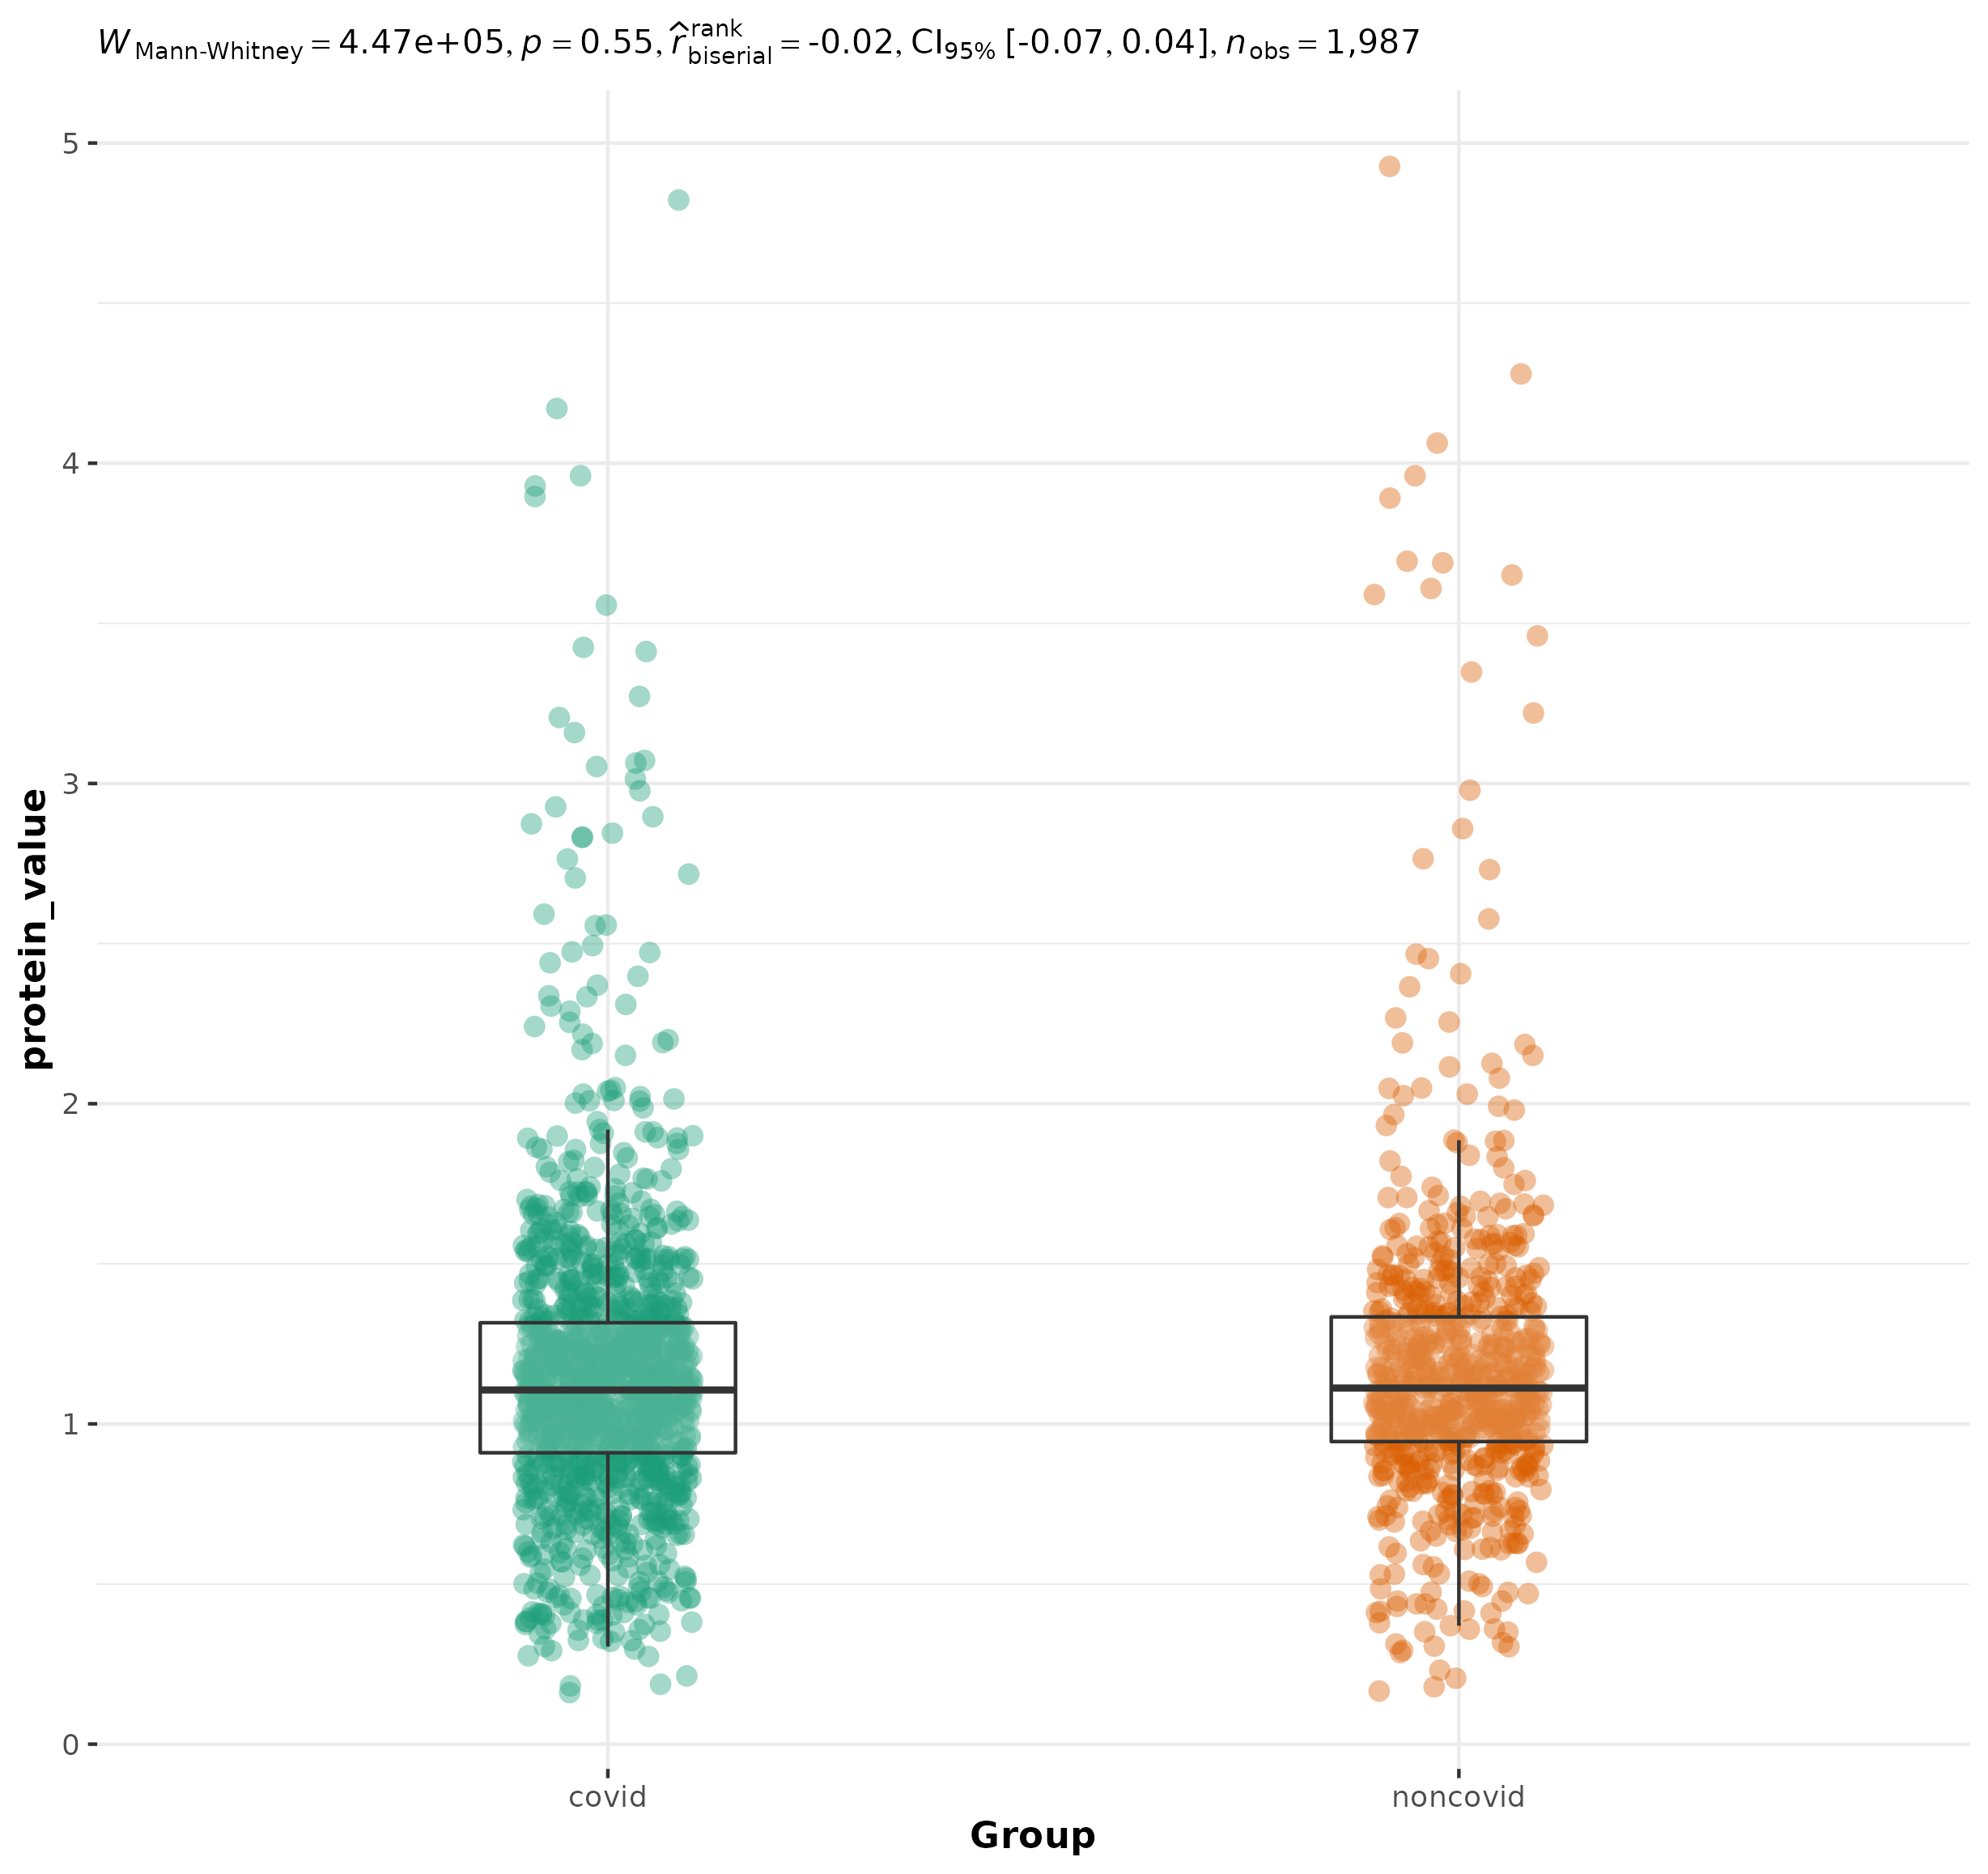 W Mann-Whitney = 4.47e+05, p = 0.55, r̂ rank biserial = -0.02, CI95% [-0.07, 0.04], n obs = 1,987
5
4
3
2
1
0
protein_value
covid noncovid
Group